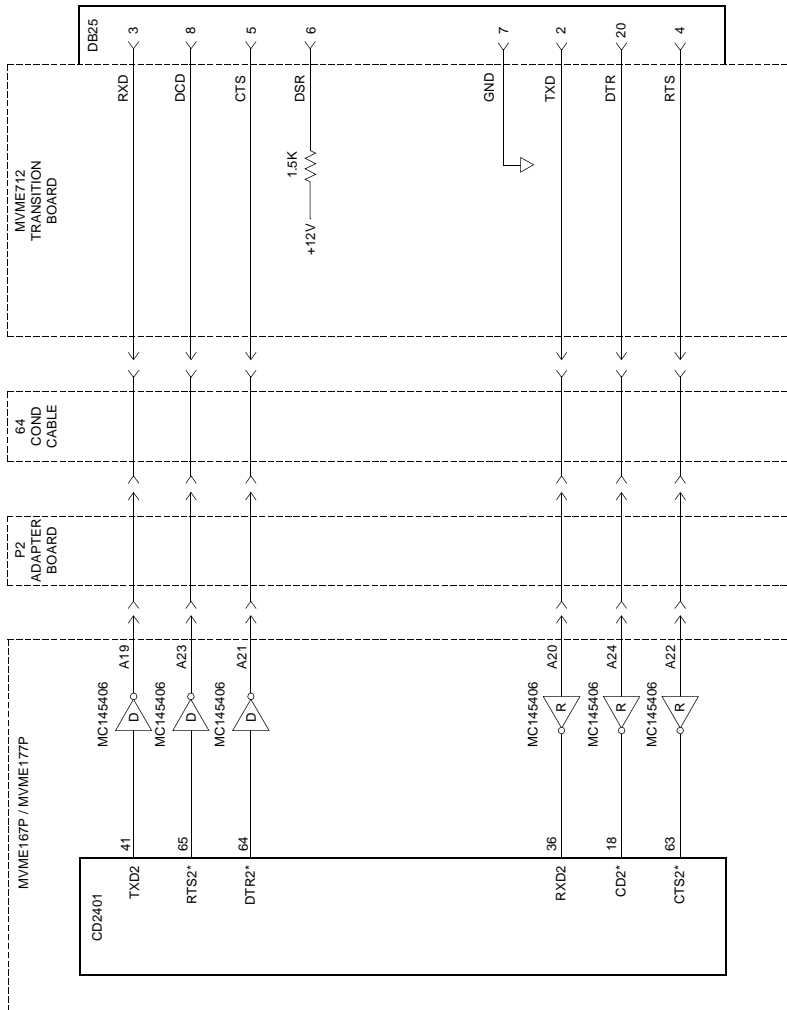 DB25
3
8
5
6
7
2
20
4
RXD
DCD
CTS
DSR
GND
TXD
DTR
RTS
MVME712
TRANSITION
BOARD
1.5K
+12V
64
COND
CABLE
P2
ADAPTER
BOARD
MVME167P / MVME177P
A19
A23
A21
A20
A24
A22
MC145406
MC145406
MC145406
MC145406
MC145406
MC145406
D
D
D
R
R
R
41
65
64
36
18
63
TXD2
RTS2*
DTR2*
RXD2
CD2*
CTS2*
CD2401